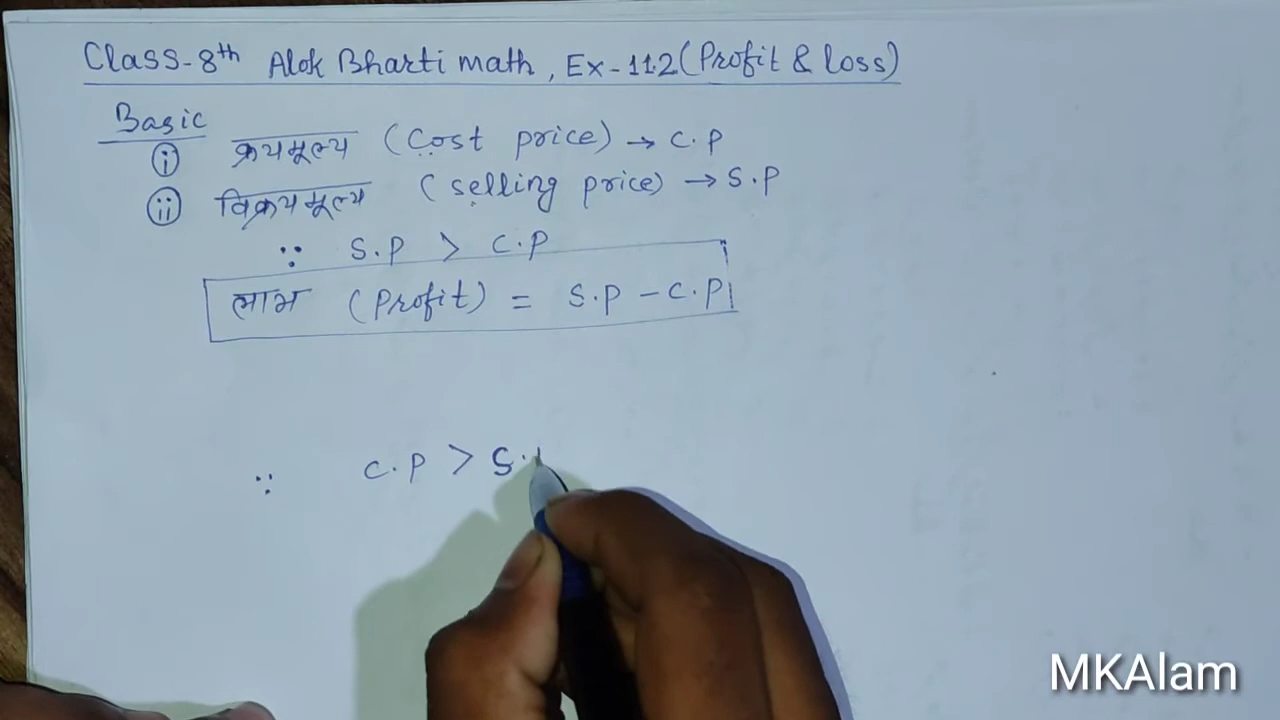 Class-8th Alok Bharti math, Ex-11.2 (Profit & loss)
Basic
(i) क्रयमूल्य (Cost price) → C.P
(ii) विक्रयमूल्य (selling price) → S.P
∵ S.P > C.P
लाभ (Profit) = S.P - C.P
∵ C.P > S.
MKAlam